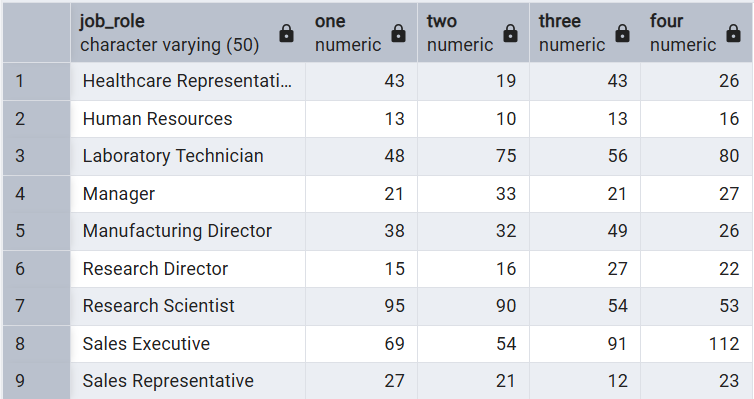 job_role one two three four
character varying (50) numeric numeric numeric numeric
1 Healthcare Representati... 43 19 43 26
2 Human Resources 13 10 13 16
3 Laboratory Technician 48 75 56 80
4 Manager 21 33 21 27
5 Manufacturing Director 38 32 49 26
6 Research Director 15 16 27 22
7 Research Scientist 95 90 54 53
8 Sales Executive 69 54 91 112
9 Sales Representative 27 21 12 23